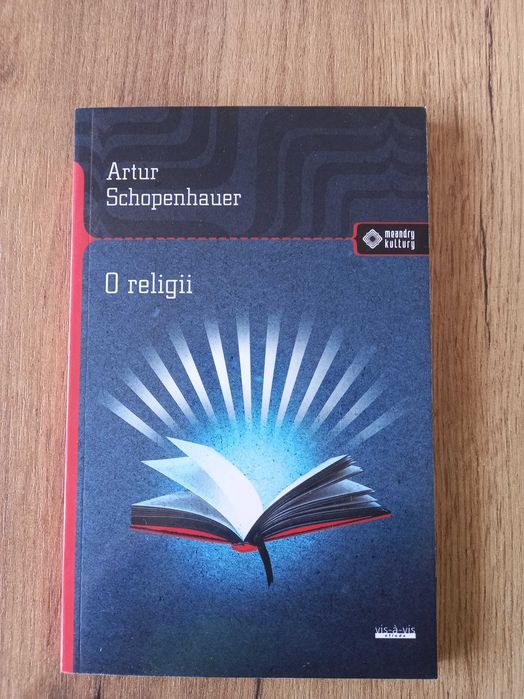 Artur
Schopenhauer
meandry
kultury
O religii
vis-à-vis
etiuda